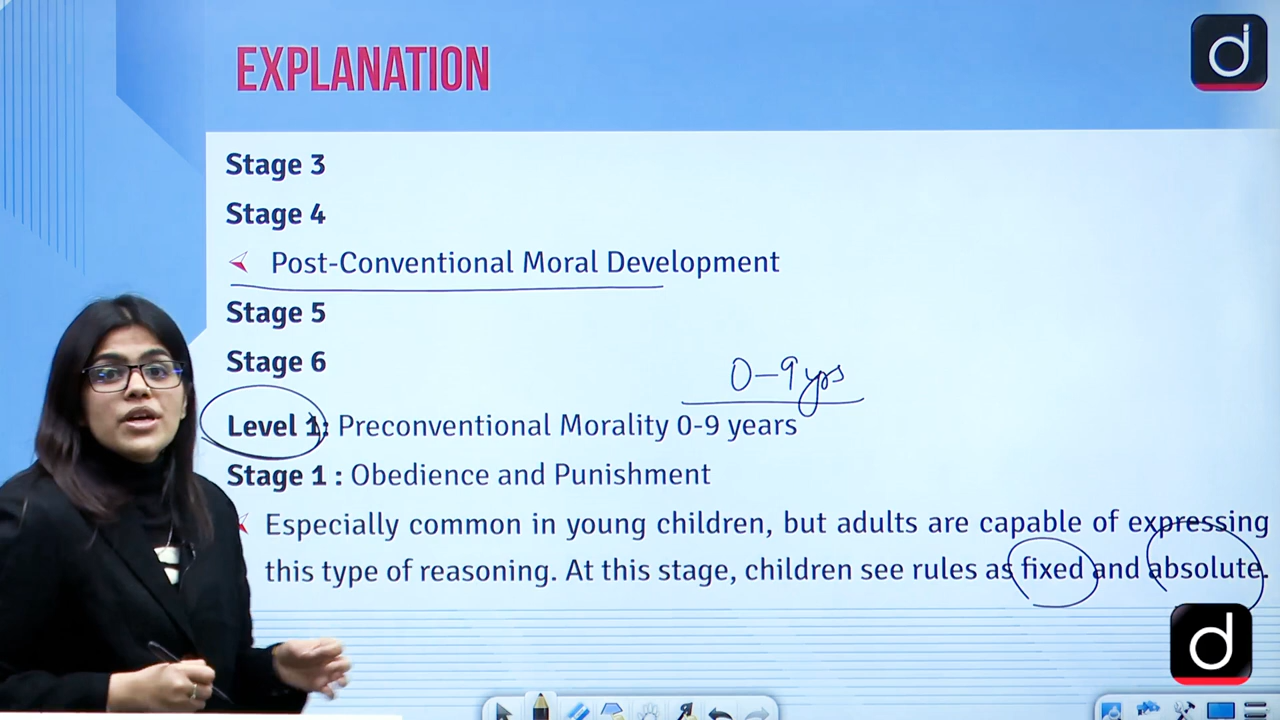 EXPLANATION
d
Stage 3
Stage 4
Post-Conventional Moral Development
Stage 5
Stage 6
0-9 yrs
Level 1: Preconventional Morality 0-9 years
Stage 1 : Obedience and Punishment
Especially common in young children, but adults are capable of expressing
this type of reasoning. At this stage, children see rules as fixed and absolute.
d